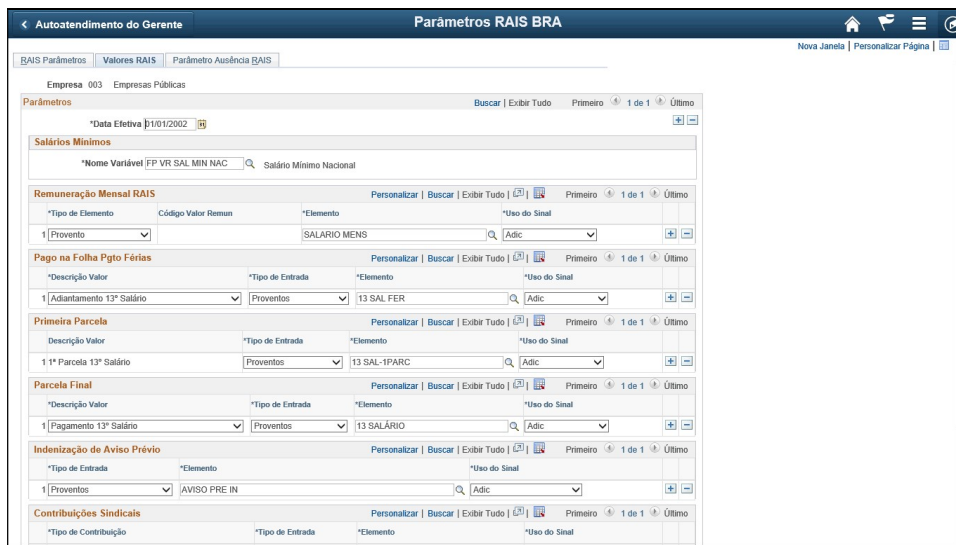 Autoatendimento do Gerente Parâmetros RAIS BRA
Nova Janela | Personalizar Página |
RAIS Parâmetros Valores RAIS Parâmetro Ausência RAIS
Empresa 003 Empresas Públicas
Parâmetros Buscar | Exibir Tudo Primeiro 1 de 1 Último
*Data Efetiva 01/01/2002
Salários Mínimos
*Nome Variável FP VR SAL MIN NAC Salário Mínimo Nacional
Remuneração Mensal RAIS Personalizar | Buscar | Exibir Tudo | | Primeiro 1 de 1 Último
*Tipo de Elemento Código Valor Remun *Elemento *Uso do Sinal
1 Provento SALARIO MENS Adic
Pago na Folha Pgto Férias Personalizar | Buscar | Exibir Tudo | | Primeiro 1 de 1 Último
*Descrição Valor *Tipo de Entrada *Elemento *Uso do Sinal
1 Adiantamento 13º Salário Proventos 13 SAL FER Adic
Primeira Parcela Personalizar | Buscar | Exibir Tudo | | Primeiro 1 de 1 Último
Descrição Valor *Tipo de Entrada *Elemento *Uso do Sinal
1 1ª Parcela 13º Salário Proventos 13 SAL-1PARC Adic
Parcela Final Personalizar | Buscar | Exibir Tudo | | Primeiro 1 de 1 Último
*Descrição Valor *Tipo de Entrada *Elemento *Uso do Sinal
1 Pagamento 13º Salário Proventos 13 SALÁRIO Adic
Indenização de Aviso Prévio Personalizar | Buscar | Exibir Tudo | | Primeiro 1 de 1 Último
*Tipo de Entrada *Elemento *Uso do Sinal
1 Proventos AVISO PRE IN Adic
Contribuições Sindicais Personalizar | Buscar | Exibir Tudo | | Primeiro 1 de 1 Último
*Tipo de Contribuição *Tipo de Entrada *Elemento *Uso do Sinal